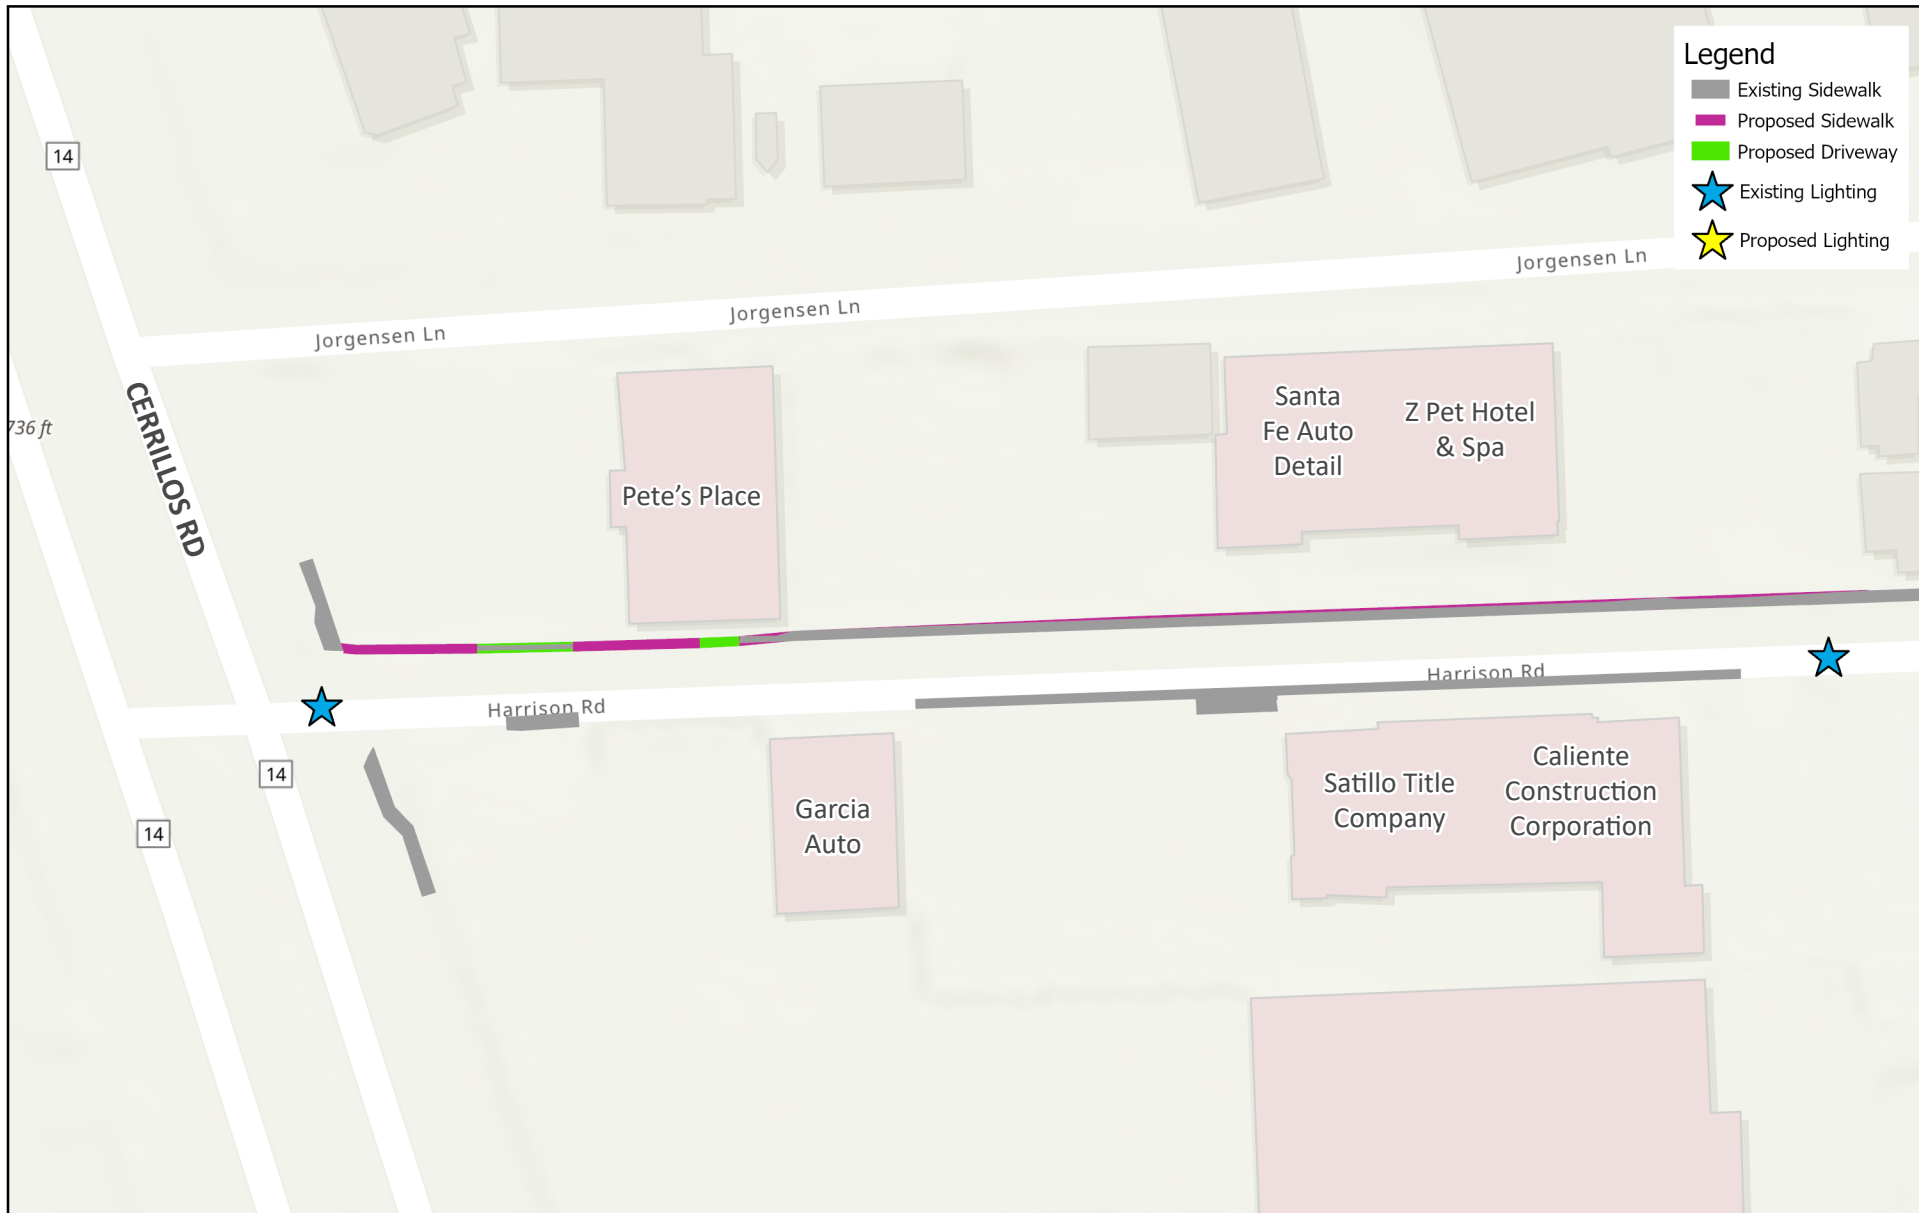 Legend
Existing Sidewalk
Proposed Sidewalk
Proposed Driveway
Existing Lighting
Proposed Lighting
14
Jorgensen Ln
Jorgensen Ln
Jorgensen Ln
CERRILLOS RD
736 ft
Santa
Fe Auto
Detail
Z Pet Hotel
& Spa
Pete's Place
Harrison Rd
Harrison Rd
14
14
Garcia
Auto
Satillo Title
Company
Caliente
Construction
Corporation